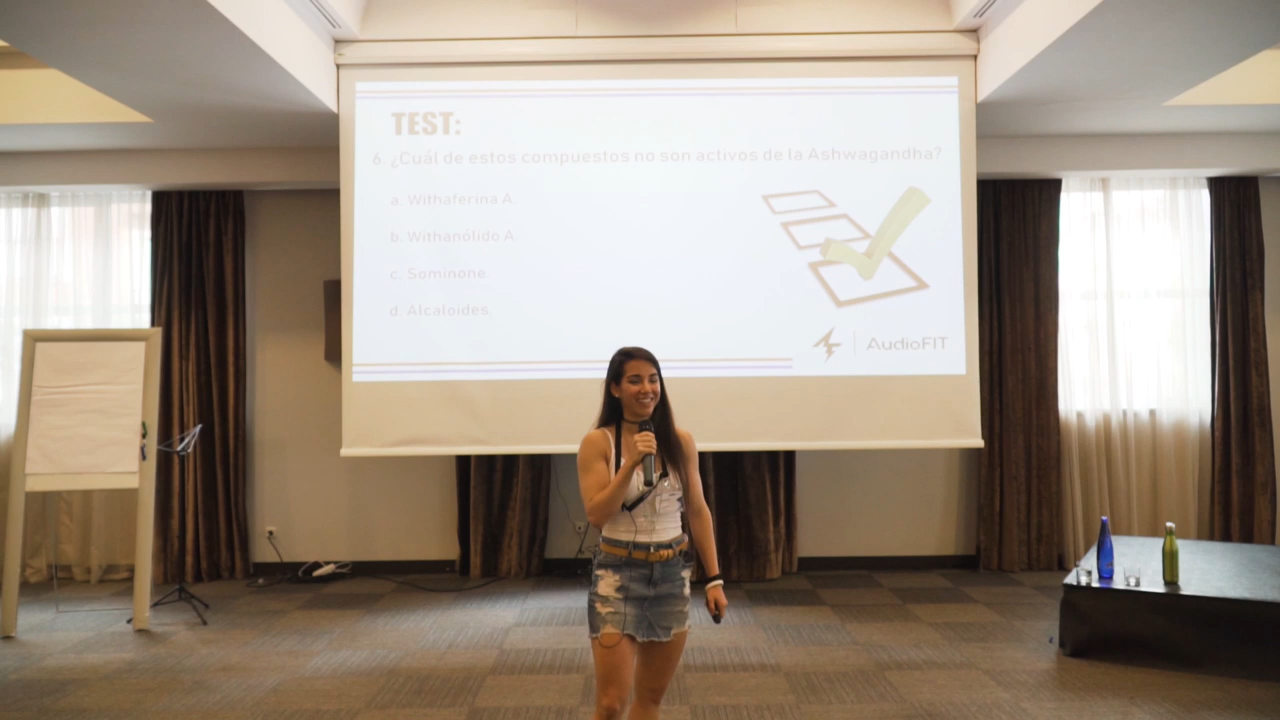 TEST:
6. ¿Cuál de estos compuestos no son activos de la Ashwagandha?
a. Withaferina A.
b. Withanólido A
c. Sominone
d. Alcaloides.
AudioFIT